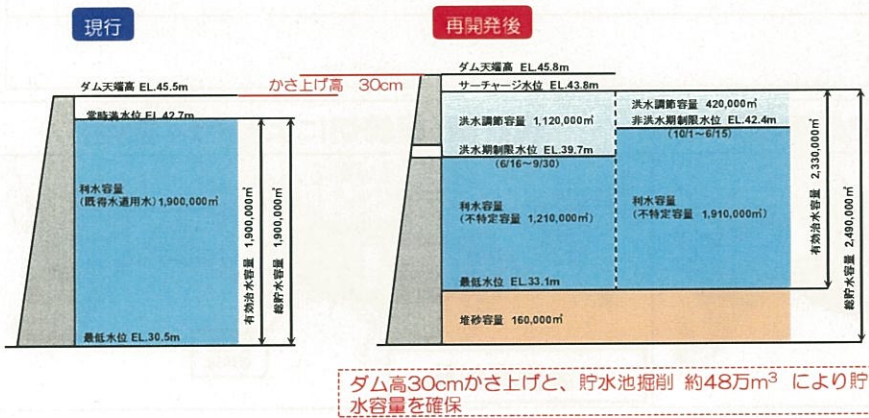 現行
再開発後
ダム天端高 EL.45.5m
かさ上げ高 30cm
ダム天端高 EL.45.8m
サーチャージ水位 EL.43.8m
常時満水位 EL.42.7m
利水容量
(既得水道用水)1,900,000㎥
有効治水容量 1,900,000㎥
総貯水容量 1,900,000㎥
最低水位 EL.30.5m
洪水調節容量 1,120,000㎥
洪水期制限水位 EL.39.7m
(6/16~9/30)
利水容量
(不特定容量 1,210,000㎥)
洪水調節容量 420,000㎥
非洪水期制限水位 EL.42.4m
(10/1~6/15)
利水容量
(不特定容量 1,910,000㎥)
最低水位 EL.33.1m
堆砂容量 160,000㎥
有効治水容量 2,330,000㎥
総貯水容量 2,490,000㎥
ダム高30cmかさ上げと、貯水池掘削 約48万m³ により貯
水容量を確保